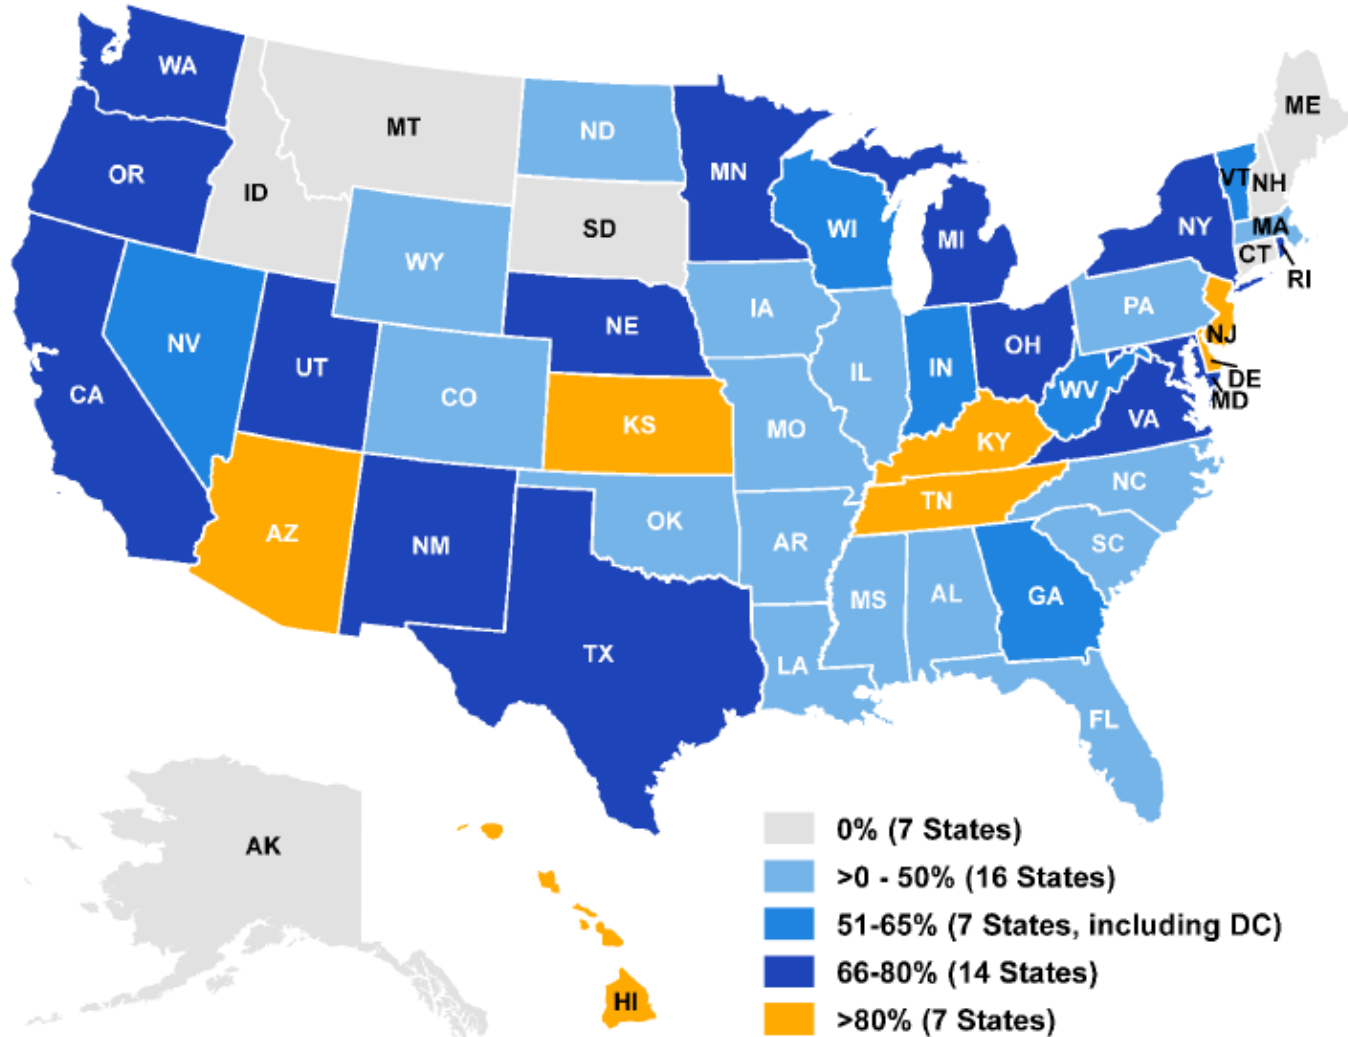 WA
MT
ND
MN
ME
OR
ID
SD
WI
MI
VT
NH
NY
MA
CT
RI
WY
IA
PA
NE
NV
UT
CO
IL
IN
OH
NJ
DE
MD
CA
KS
MO
WV
VA
KY
NC
AZ
NM
OK
AR
TN
SC
MS
AL
GA
TX
LA
FL
AK
HI
0% (7 States)
>0 - 50% (16 States)
51-65% (7 States, including DC)
66-80% (14 States)
>80% (7 States)